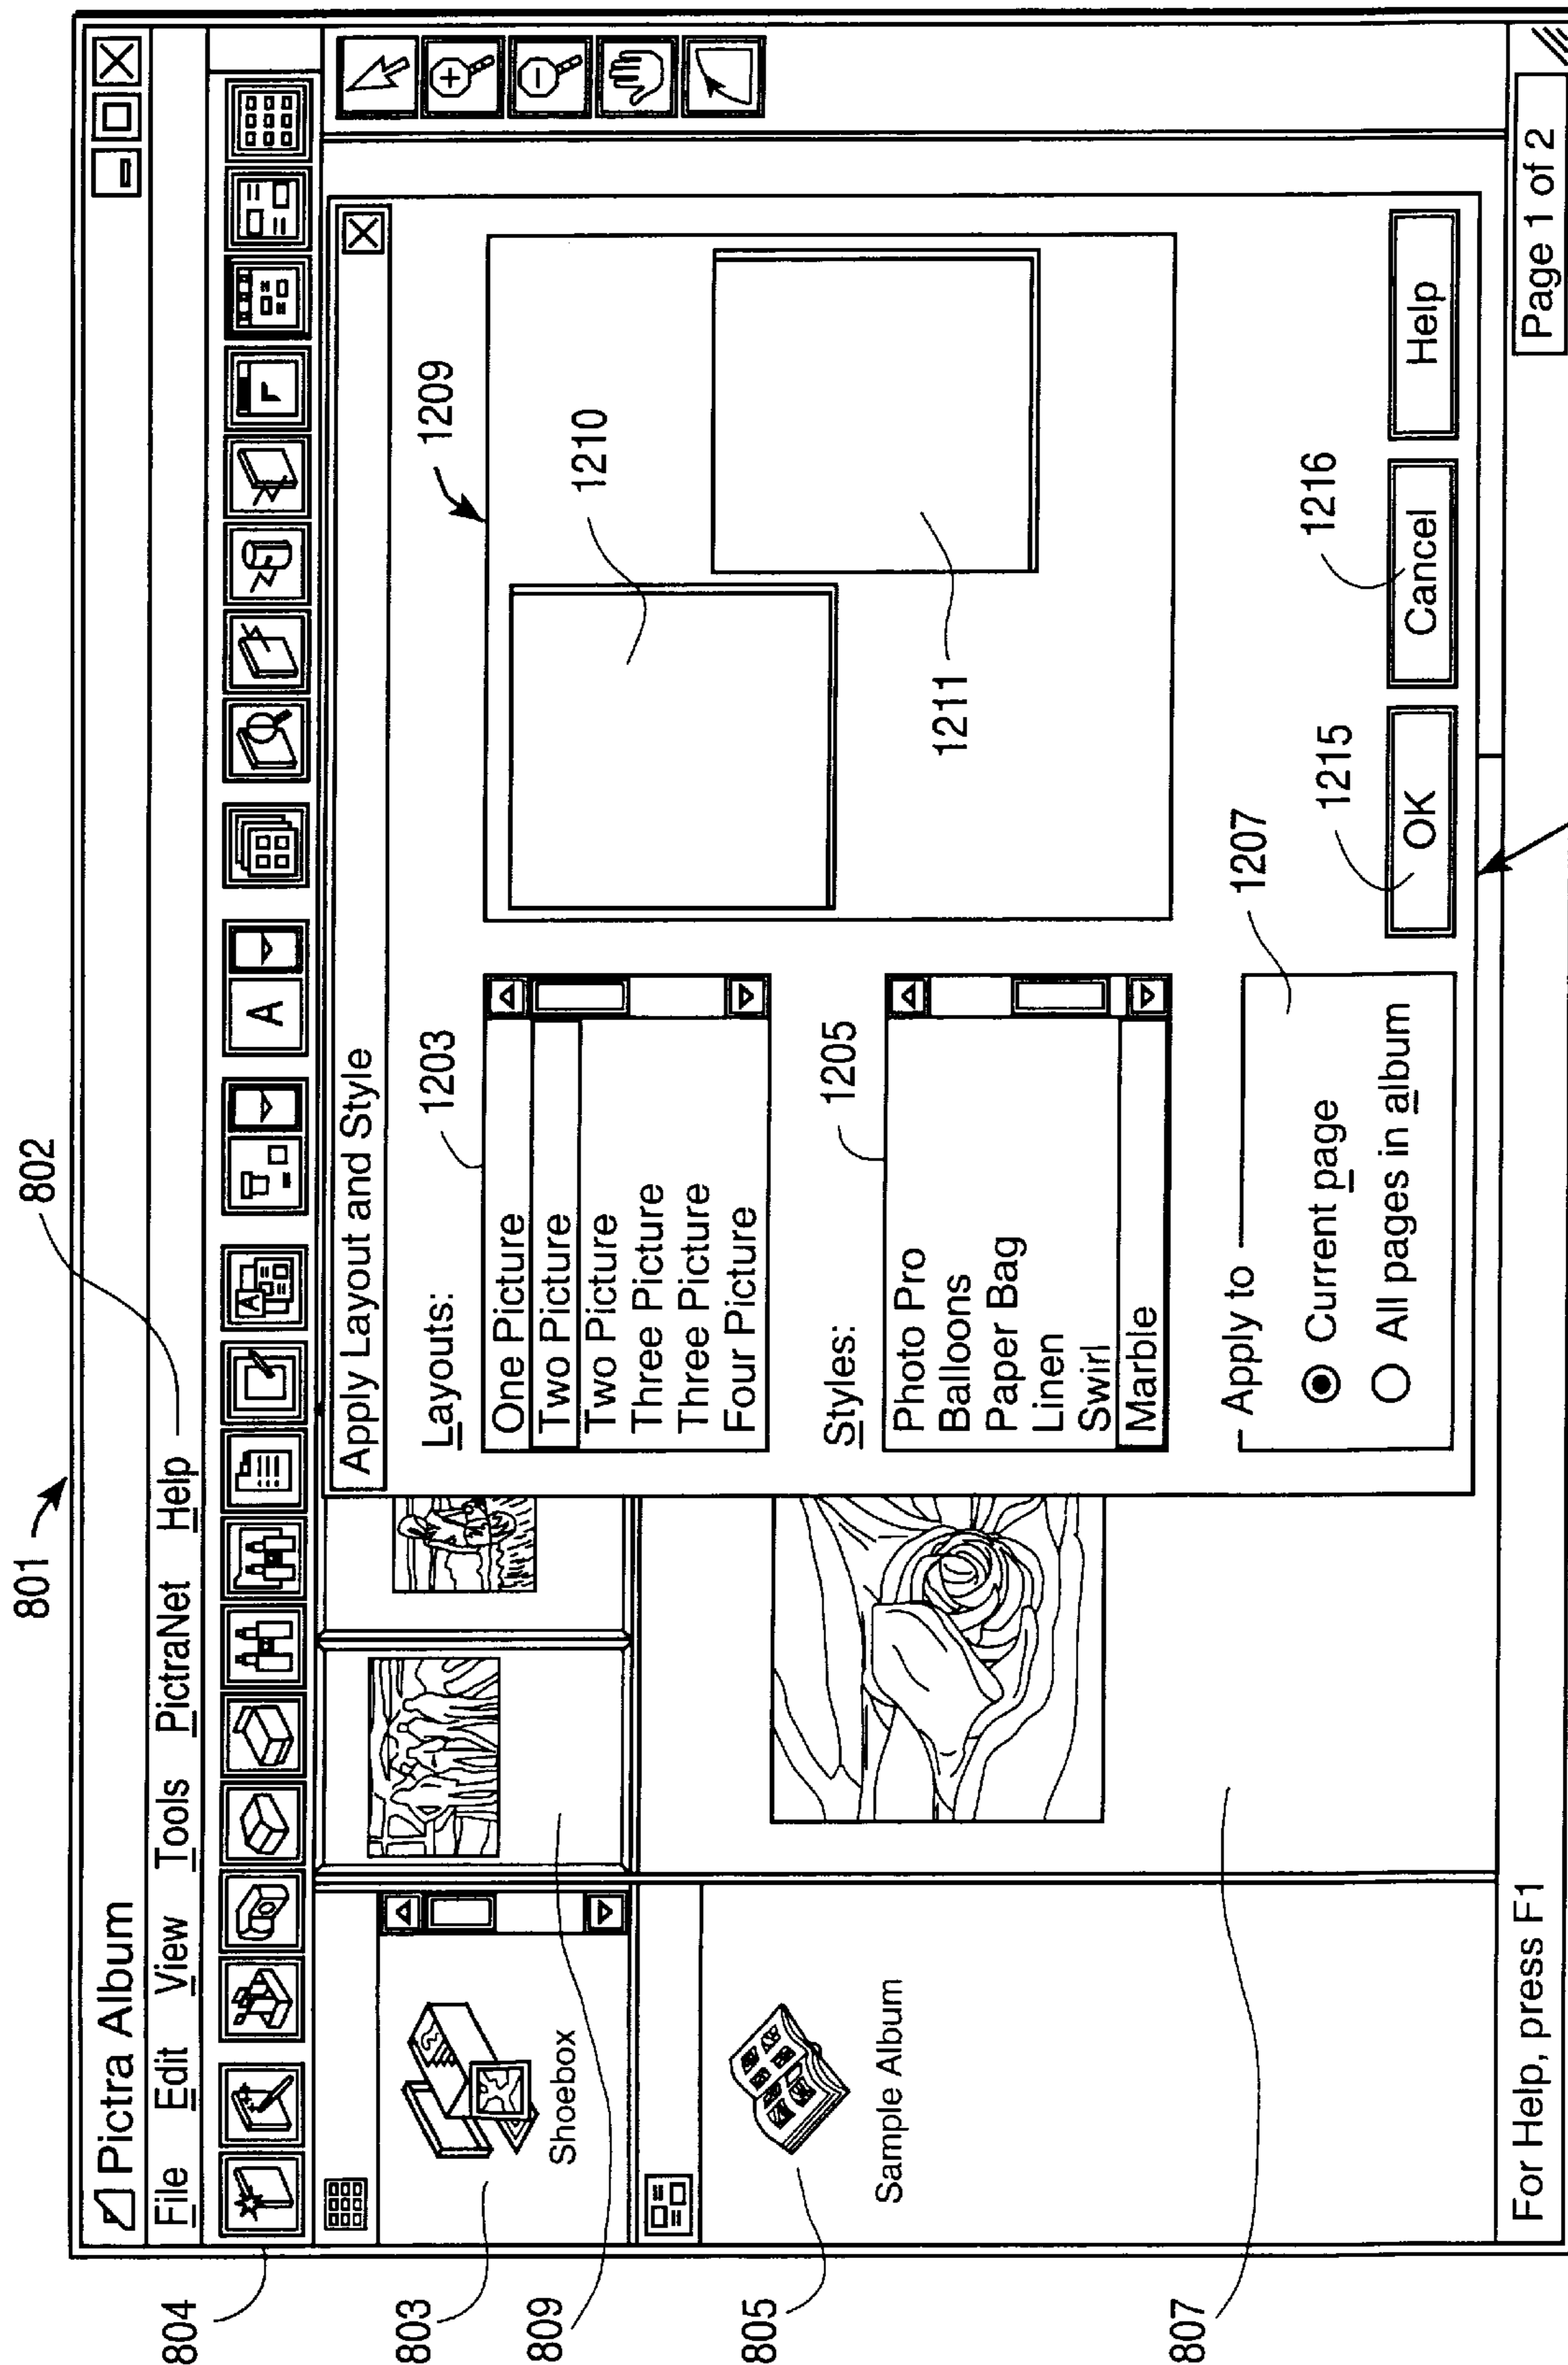 801
802
Pictra Album
File Edit View Tools PictraNet Help
804
A
Apply Layout and Style
803
Shoebox
809
Layouts:
1203
One Picture
Two Picture
Two Picture
Three Picture
Three Picture
Four Picture
1209
1210
1211
805
Sample Album
Styles:
1205
Photo Pro
Balloons
Paper Bag
Linen
Swirl
Marble
807
Apply to
1207
Current page
All pages in album
1215
1216
OK
Cancel
Help
For Help, press F1
Page 1 of 2